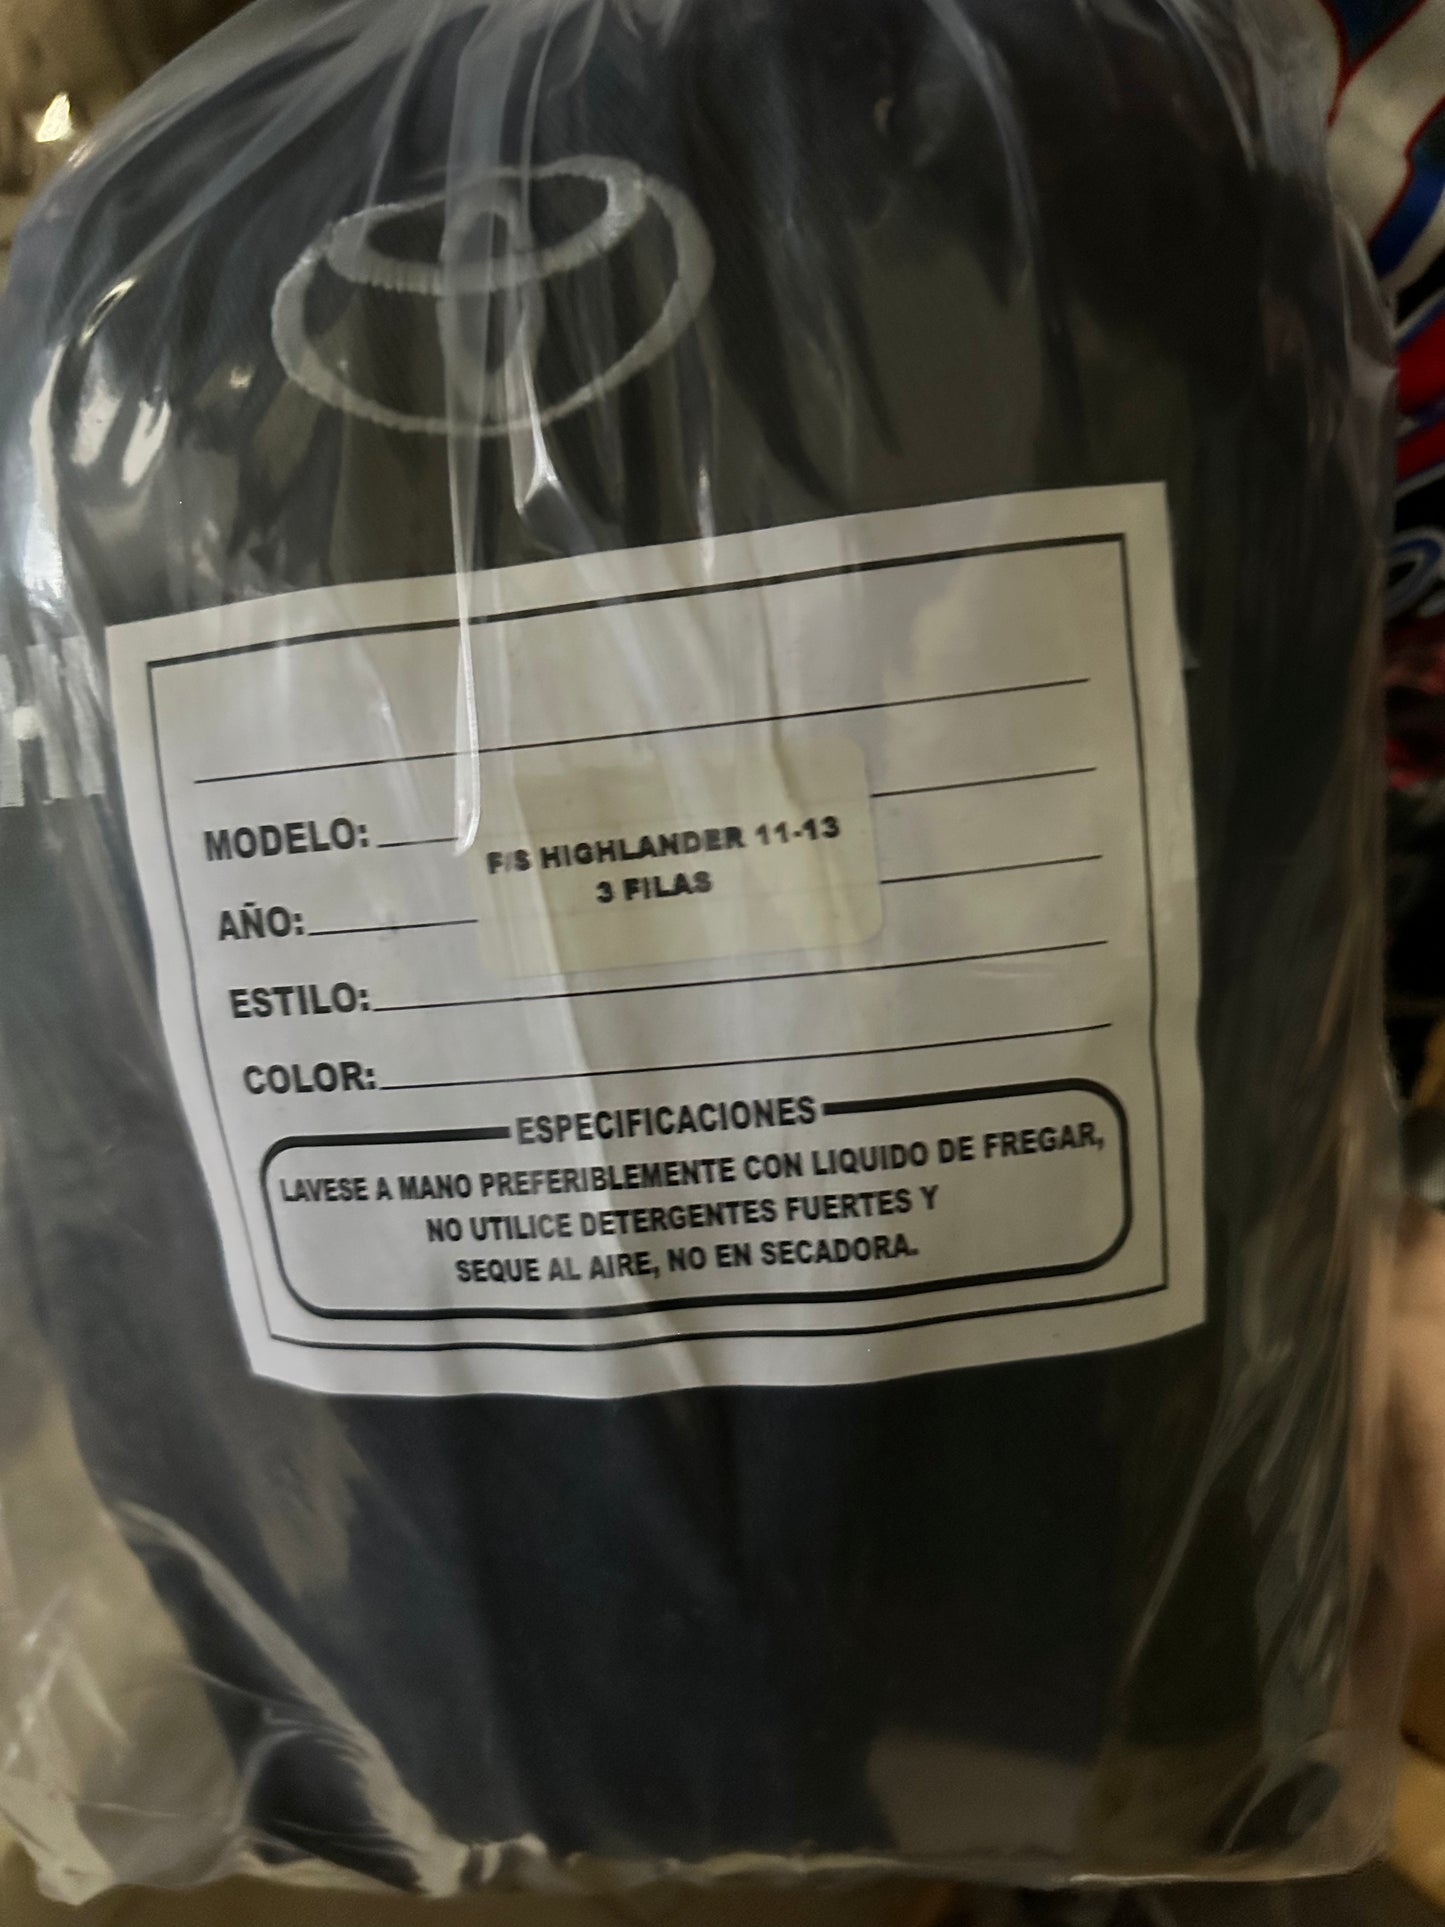 MODELO:
F/S HIGHLANDER 11-13
3 FILAS
AÑO:
ESTILO:
COLOR:
ESPECIFICACIONES
LAVESE A MANO PREFERIBLEMENTE CON LIQUIDO DE FREGAR,
NO UTILICE DETERGENTES FUERTES Y
SEQUE AL AIRE, NO EN SECADORA.